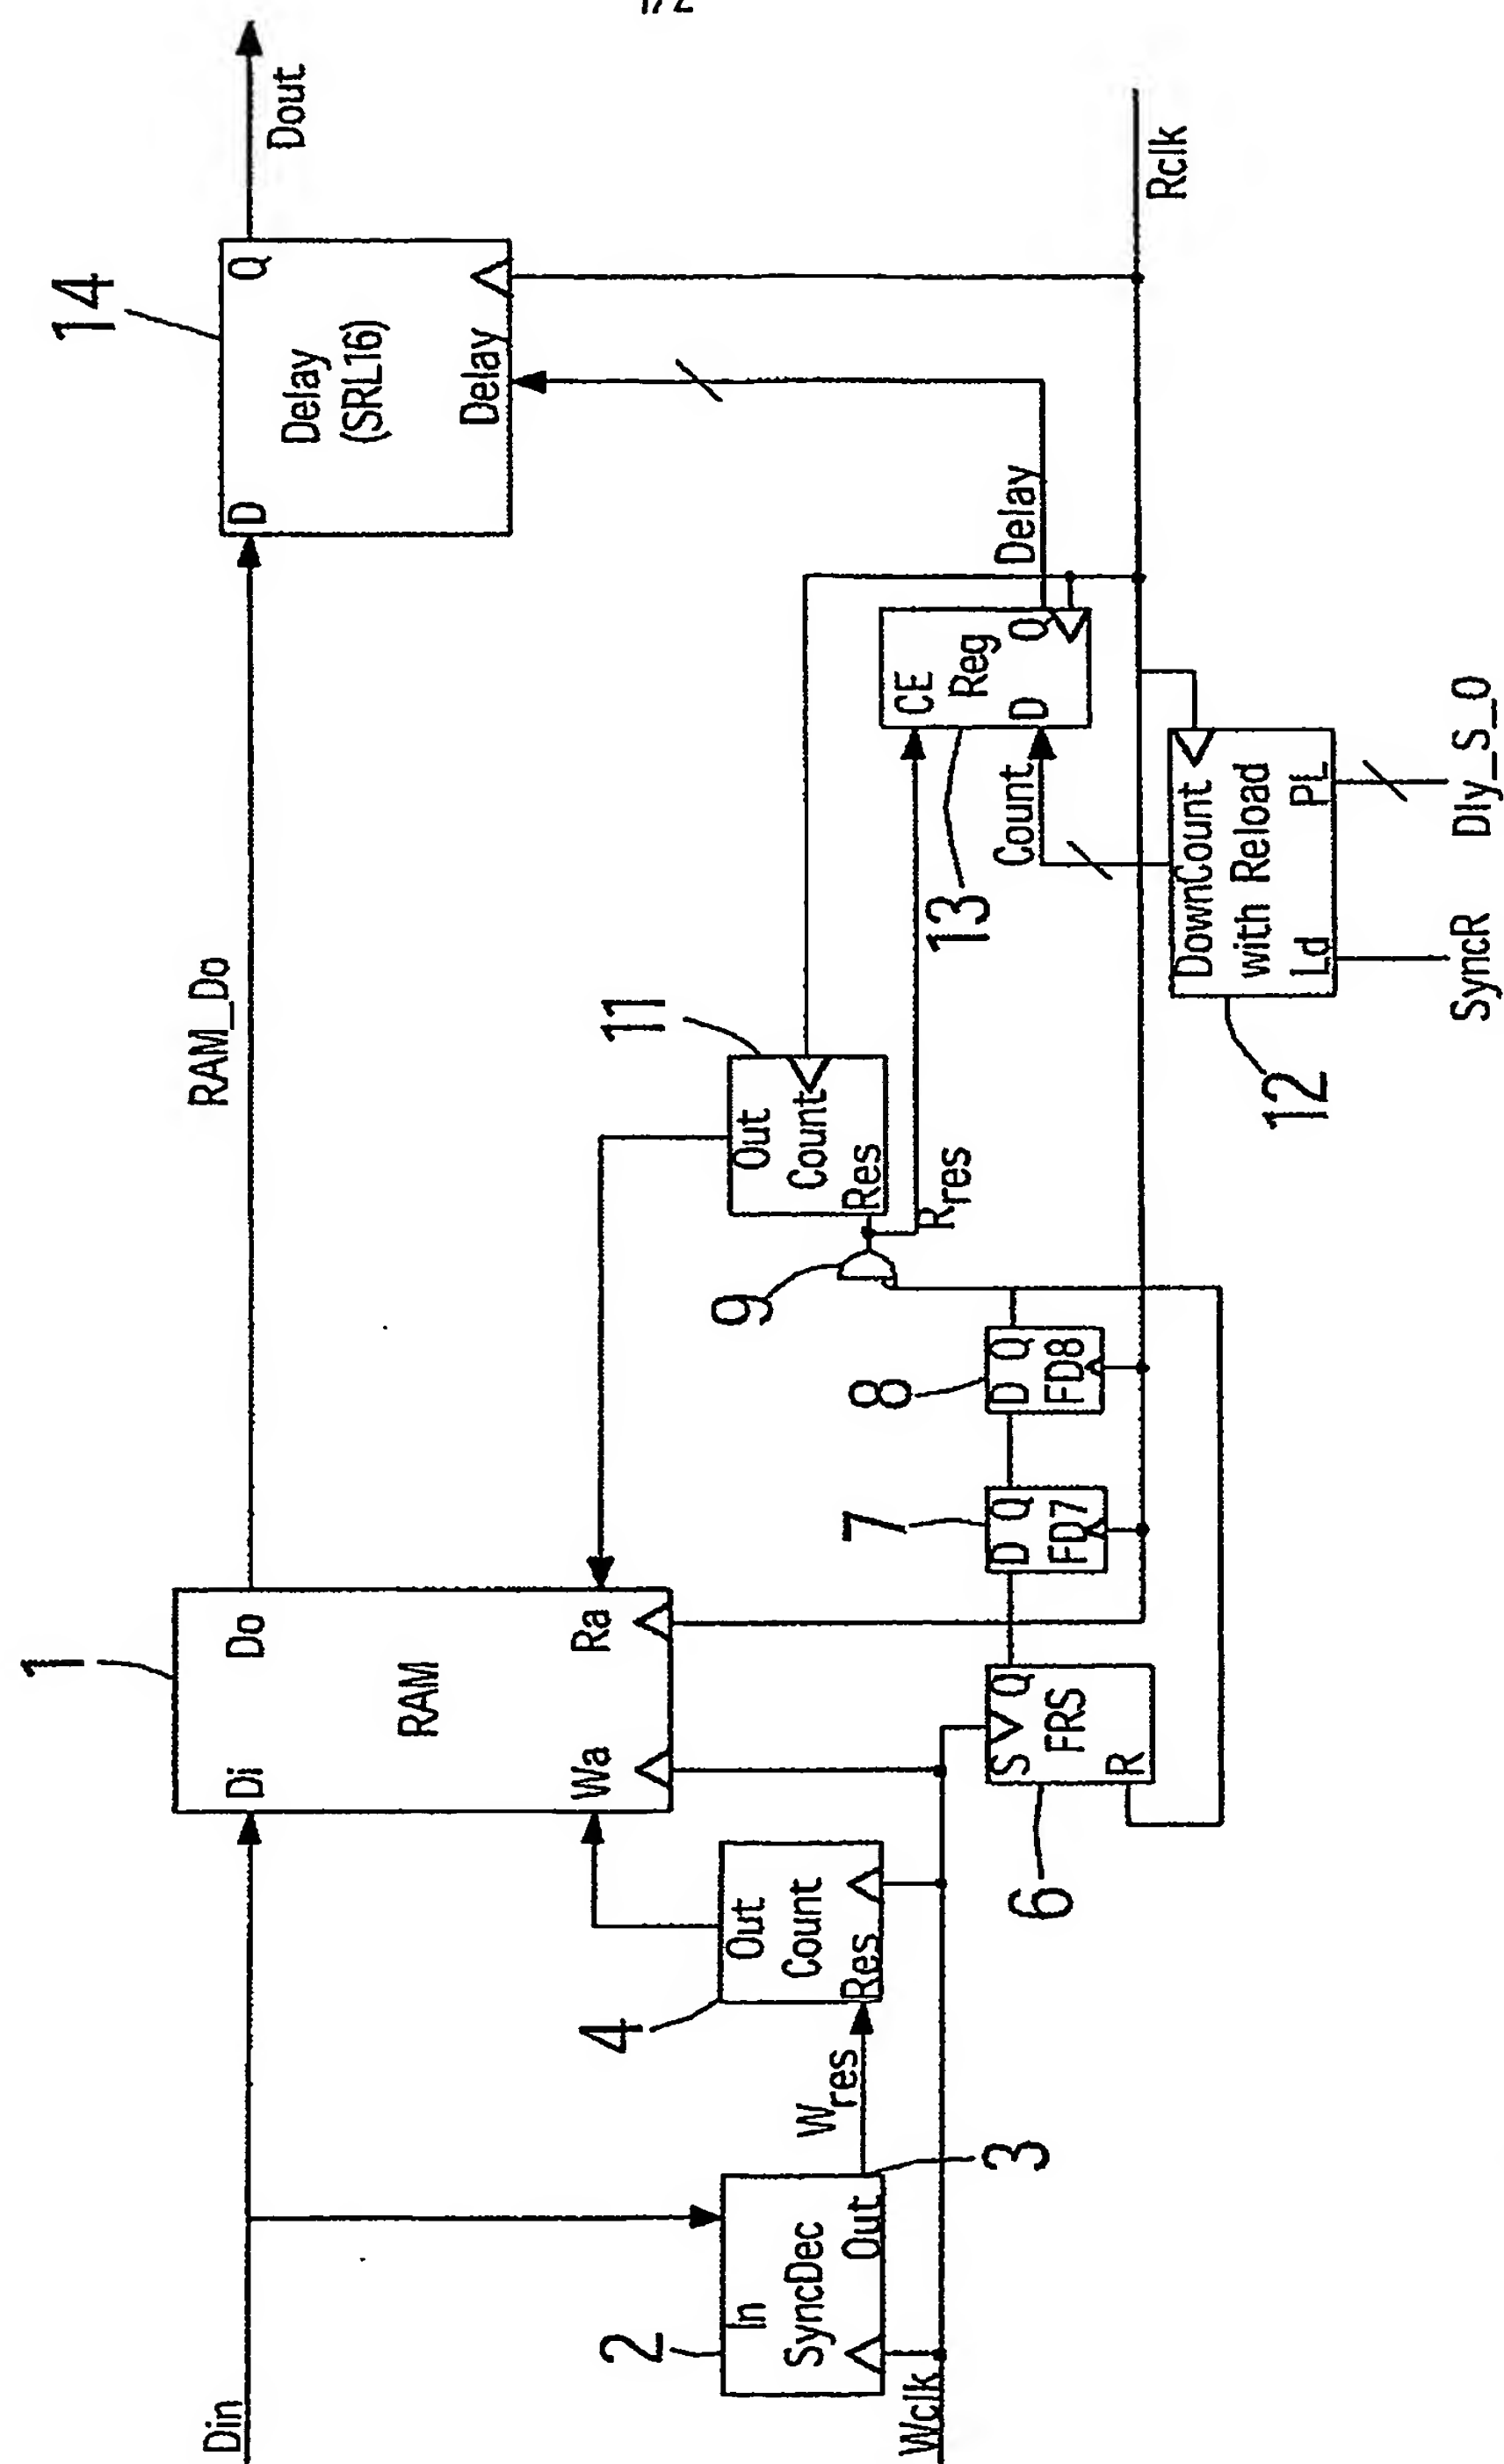 1/2
14
Q
Dout
Delay
(SRL16)
Delay
D
Rclk
RAM_Do
Delay
CE
Reg
D
Q
Count
13
11
Out
Count
Res
Rres
DownCount
with Reload
Ld
PL
12
SyncR
Dly_S_0
9
8
D Q
FD8
7
D Q
FD7
1
Di
Do
RAM
Wa
Ra
S
Q
FRS
R
6
4
Out
Count
Res
Wres
3
2
In
SyncDec
Out
Din
Wclk